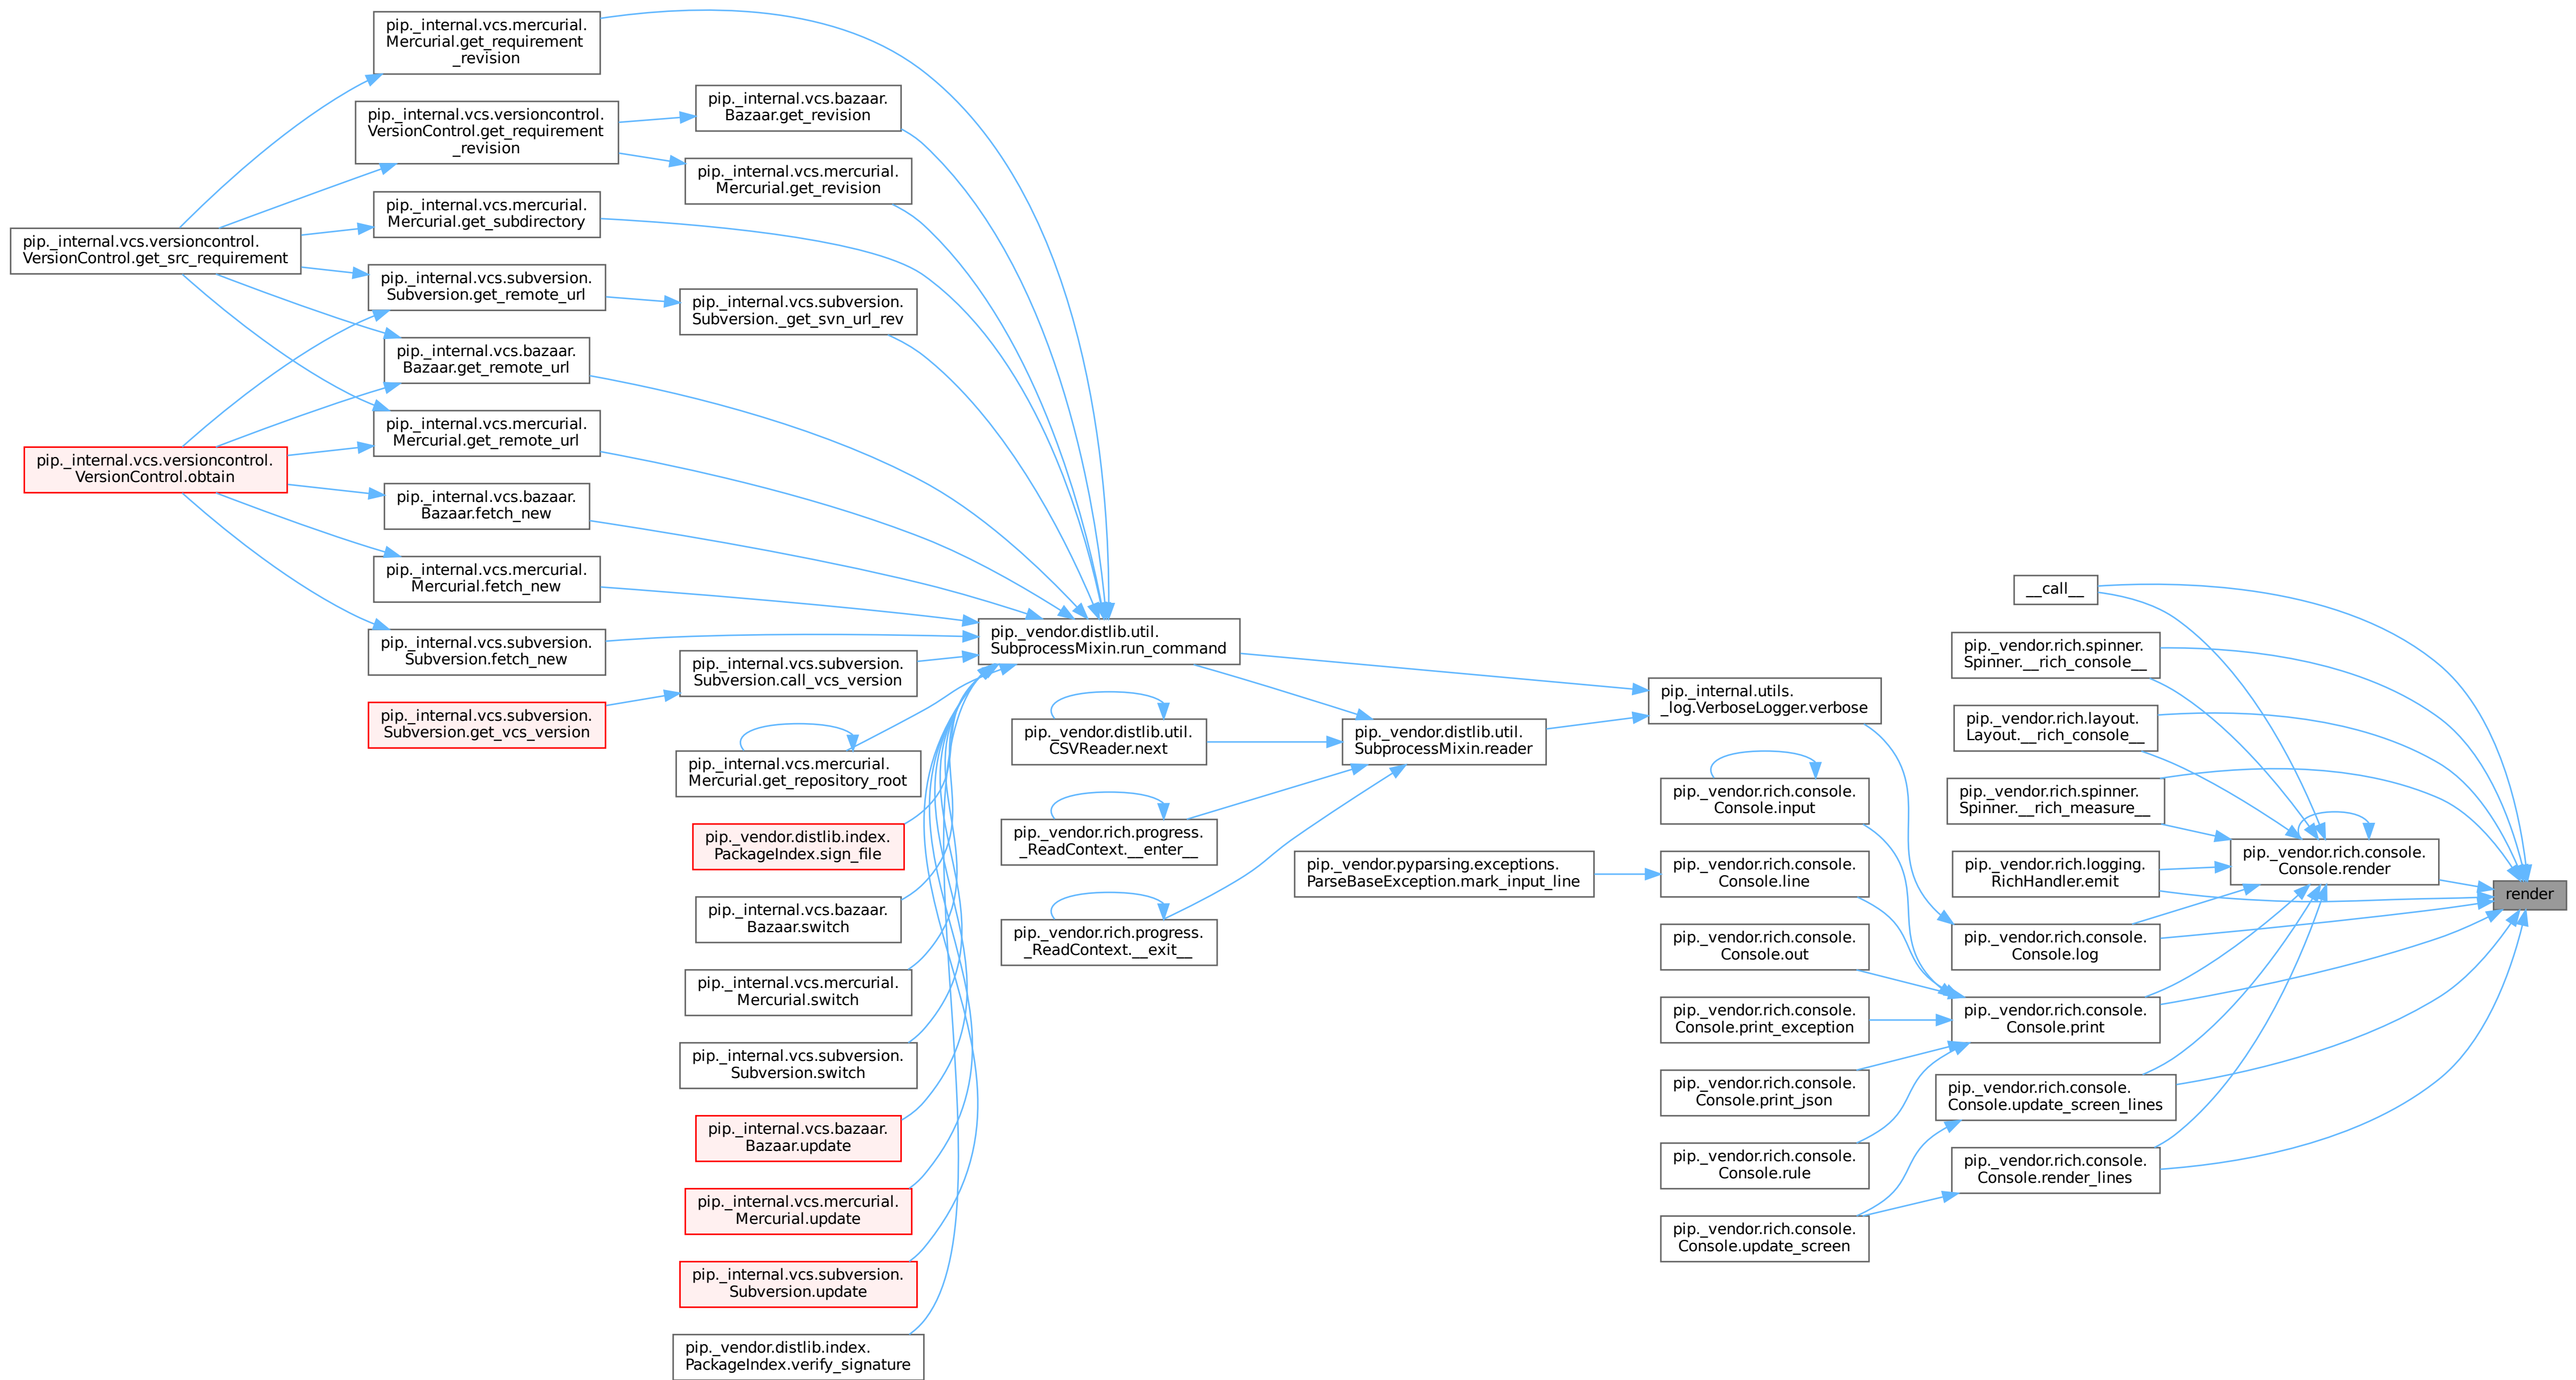 pip._internal.vcs.mercurial.
Mercurial.get_requirement
_revision
pip._internal.vcs.versioncontrol.
VersionControl.get_requirement
_revision
pip._internal.vcs.bazaar.
Bazaar.get_revision
pip._internal.vcs.mercurial.
Mercurial.get_revision
pip._internal.vcs.mercurial.
Mercurial.get_subdirectory
pip._internal.vcs.versioncontrol.
VersionControl.get_src_requirement
pip._internal.vcs.subversion.
Subversion.get_remote_url
pip._internal.vcs.subversion.
Subversion._get_svn_url_rev
pip._internal.vcs.bazaar.
Bazaar.get_remote_url
pip._internal.vcs.mercurial.
Mercurial.get_remote_url
pip._internal.vcs.versioncontrol.
VersionControl.obtain
pip._internal.vcs.bazaar.
Bazaar.fetch_new
pip._internal.vcs.mercurial.
Mercurial.fetch_new
pip._internal.vcs.subversion.
Subversion.fetch_new
pip._internal.vcs.subversion.
Subversion.get_vcs_version
pip._internal.vcs.subversion.
Subversion.call_vcs_version
pip._internal.vcs.mercurial.
Mercurial.get_repository_root
pip._vendor.distlib.index.
PackageIndex.sign_file
pip._internal.vcs.bazaar.
Bazaar.switch
pip._internal.vcs.mercurial.
Mercurial.switch
pip._internal.vcs.subversion.
Subversion.switch
pip._internal.vcs.bazaar.
Bazaar.update
pip._internal.vcs.mercurial.
Mercurial.update
pip._internal.vcs.subversion.
Subversion.update
pip._vendor.distlib.index.
PackageIndex.verify_signature
pip._vendor.distlib.util.
SubprocessMixin.run_command
pip._vendor.distlib.util.
CSVReader.next
pip._vendor.rich.progress.
_ReadContext.__enter__
pip._vendor.rich.progress.
_ReadContext.__exit__
pip._vendor.distlib.util.
SubprocessMixin.reader
pip._vendor.pyparsing.exceptions.
ParseBaseException.mark_input_line
pip._internal.utils.
_log.VerboseLogger.verbose
pip._vendor.rich.console.
Console.input
pip._vendor.rich.console.
Console.line
pip._vendor.rich.console.
Console.out
pip._vendor.rich.console.
Console.print_exception
pip._vendor.rich.console.
Console.print_json
pip._vendor.rich.console.
Console.rule
pip._vendor.rich.console.
Console.update_screen
__call__
pip._vendor.rich.spinner.
Spinner.__rich_console__
pip._vendor.rich.layout.
Layout.__rich_console__
pip._vendor.rich.spinner.
Spinner.__rich_measure__
pip._vendor.rich.logging.
RichHandler.emit
pip._vendor.rich.console.
Console.log
pip._vendor.rich.console.
Console.print
pip._vendor.rich.console.
Console.update_screen_lines
pip._vendor.rich.console.
Console.render_lines
pip._vendor.rich.console.
Console.render
render